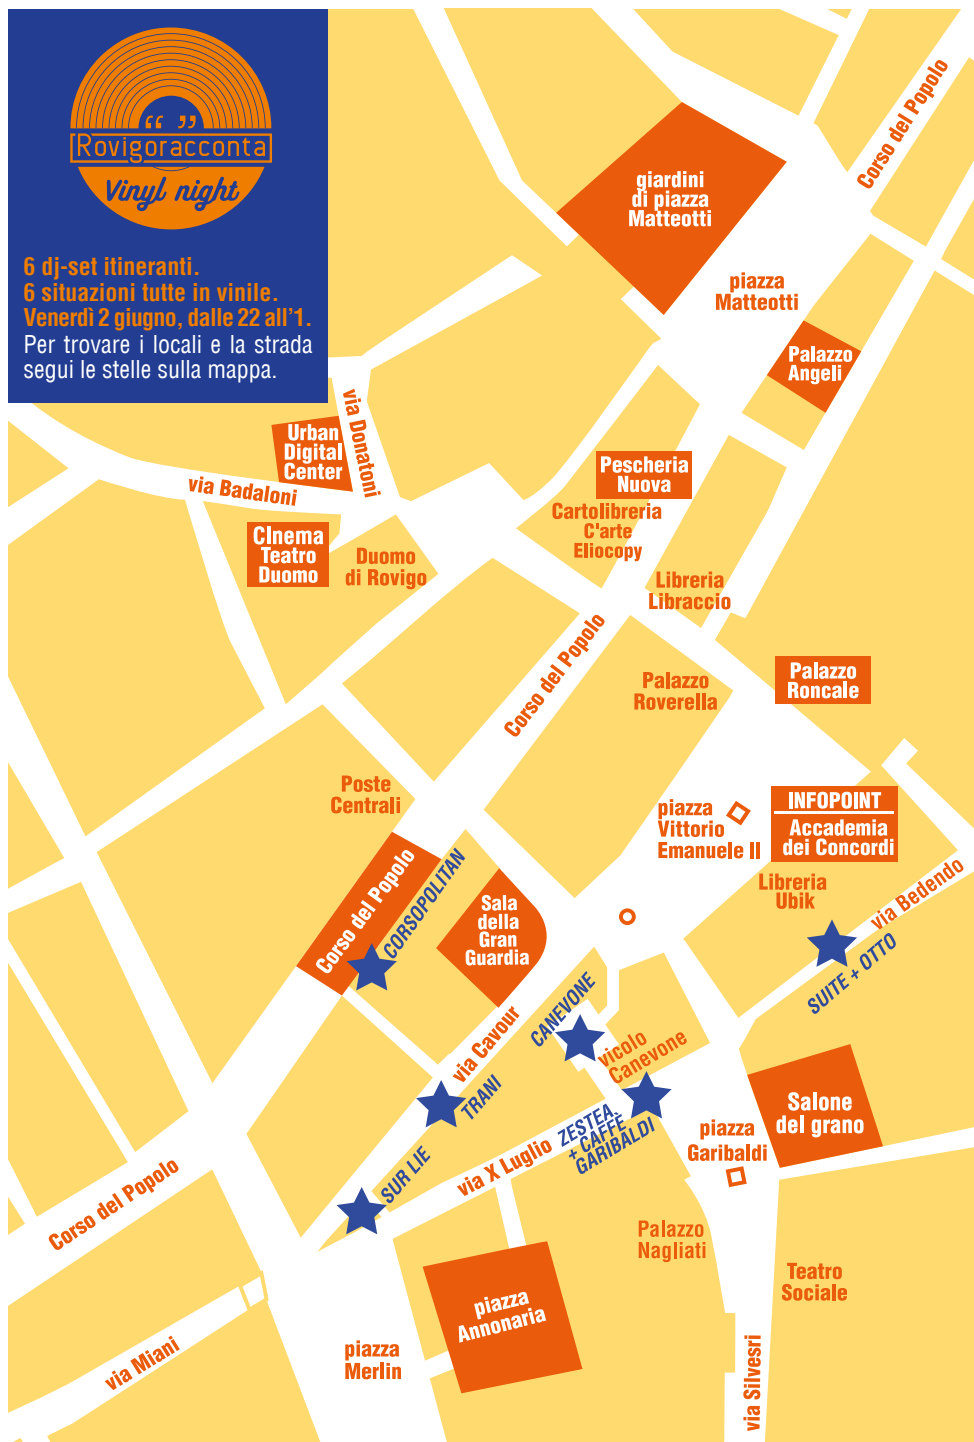 Rovigoracconta
Vinyl night
6 dj-set itineranti.
6 situazioni tutte in vinile.
Venerdì 2 giugno, dalle 22 all'1.
Per trovare i locali e la strada
segui le stelle sulla mappa.
Corso del Popolo
giardini
di piazza
Matteotti
piazza
Matteotti
Palazzo
Angeli
via Donatoni
Urban
Digital
Center
via Badaloni
Pescheria
Nuova
Cartolibreria
C'arte
Eliocopy
CInema
Teatro
Duomo
Duomo
di Rovigo
Libreria
Libraccio
Corso del Popolo
Palazzo
Roverella
Palazzo
Roncale
Poste
Centrali
piazza
Vittorio
Emanuele II
INFOPOINT
Accademia
dei Concordi
Corso del Popolo
CORSOPOLITAN
Sala
della
Gran
Guardia
Libreria
Ubik
via Bedendo
SUITE + OTTO
CANEVONE
via Cavour
vicolo
Canevone
TRANI
ZESTEA
+ CAFFÈ
GARIBALDI
Salone
del grano
piazza
Garibaldi
via X Luglio
SUR LIE
Corso del Popolo
Palazzo
Nagliati
Teatro
Sociale
piazza
Annonaria
piazza
Merlin
via Miani
via Silvesri